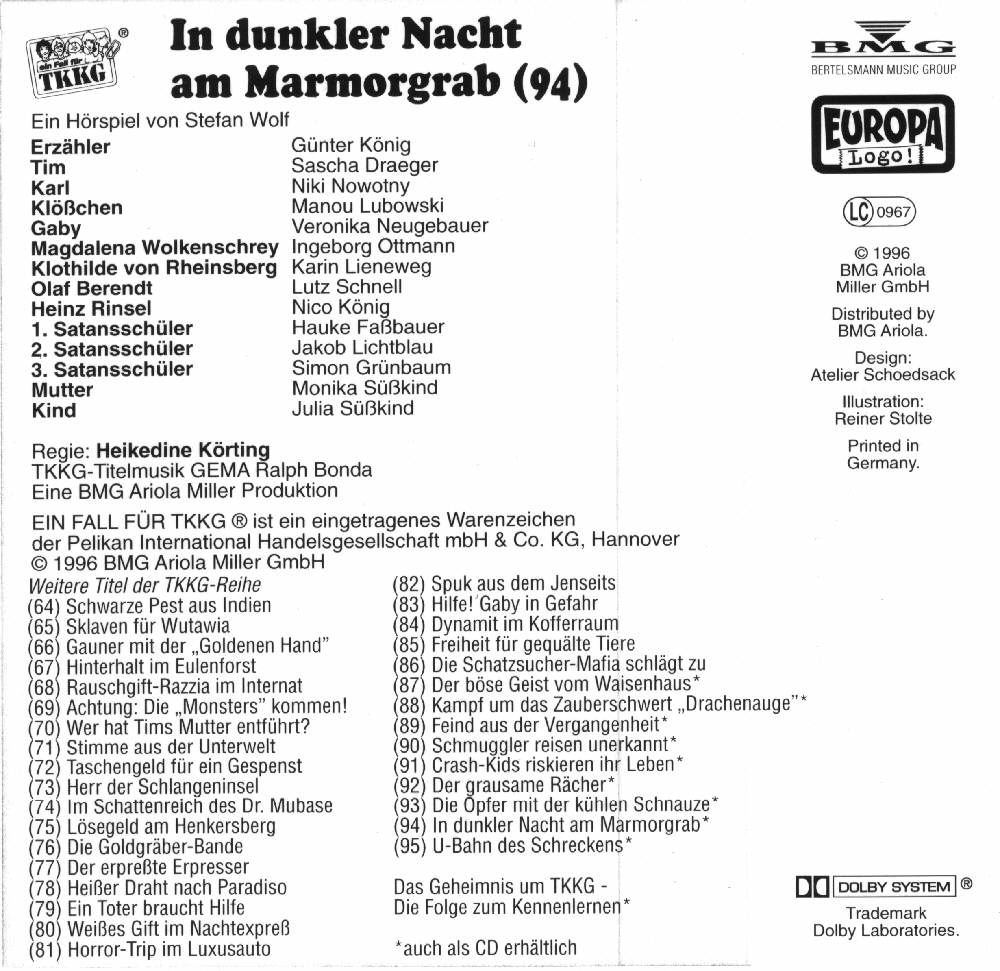 ein Fall für
TKKG ®
In dunkler Nacht
am Marmorgrab (94)
Ein Hörspiel von Stefan Wolf
Erzähler Günter König
Tim Sascha Draeger
Karl Niki Nowotny
Klößchen Manou Lubowski
Gaby Veronika Neugebauer
Magdalena Wolkenschrey Ingeborg Ottmann
Klothilde von Rheinsberg Karin Lieneweg
Olaf Berendt Lutz Schnell
Heinz Rinsel Nico König
1. Satansschüler Hauke Faßbauer
2. Satansschüler Jakob Lichtblau
3. Satansschüler Simon Grünbaum
Mutter Monika Süßkind
Kind Julia Süßkind
Regie: Heikedine Körting
TKKG-Titelmusik GEMA Ralph Bonda
Eine BMG Ariola Miller Produktion
EIN FALL FÜR TKKG ® ist ein eingetragenes Warenzeichen
der Pelikan International Handelsgesellschaft mbH & Co. KG, Hannover
© 1996 BMG Ariola Miller GmbH
Weitere Titel der TKKG-Reihe
(64) Schwarze Pest aus Indien
(65) Sklaven für Wutawia
(66) Gauner mit der „Goldenen Hand”
(67) Hinterhalt im Eulenforst
(68) Rauschgift-Razzia im Internat
(69) Achtung: Die „Monsters” kommen!
(70) Wer hat Tims Mutter entführt?
(71) Stimme aus der Unterwelt
(72) Taschengeld für ein Gespenst
(73) Herr der Schlangeninsel
(74) Im Schattenreich des Dr. Mubase
(75) Lösegeld am Henkersberg
(76) Die Goldgräber-Bande
(77) Der erpreßte Erpresser
(78) Heißer Draht nach Paradiso
(79) Ein Toter braucht Hilfe
(80) Weißes Gift im Nachtexpreß
(81) Horror-Trip im Luxusauto
(82) Spuk aus dem Jenseits
(83) Hilfe! Gaby in Gefahr
(84) Dynamit im Kofferraum
(85) Freiheit für gequälte Tiere
(86) Die Schatzsucher-Mafia schlägt zu
(87) Der böse Geist vom Waisenhaus*
(88) Kampf um das Zauberschwert „Drachenauge”*
(89) Feind aus der Vergangenheit*
(90) Schmuggler reisen unerkannt*
(91) Crash-Kids riskieren ihr Leben*
(92) Der grausame Rächer*
(93) Die Opfer mit der kühlen Schnauze*
(94) In dunkler Nacht am Marmorgrab*
(95) U-Bahn des Schreckens*
Das Geheimnis um TKKG -
Die Folge zum Kennenlernen*
*auch als CD erhältlich
BMG
BERTELSMANN MUSIC GROUP
EUROPA
Logo!
LC 0967
© 1996
BMG Ariola
Miller GmbH
Distributed by
BMG Ariola.
Design:
Atelier Schoedsack
Illustration:
Reiner Stolte
Printed in
Germany.
DOLBY SYSTEM ®
Trademark
Dolby Laboratories.